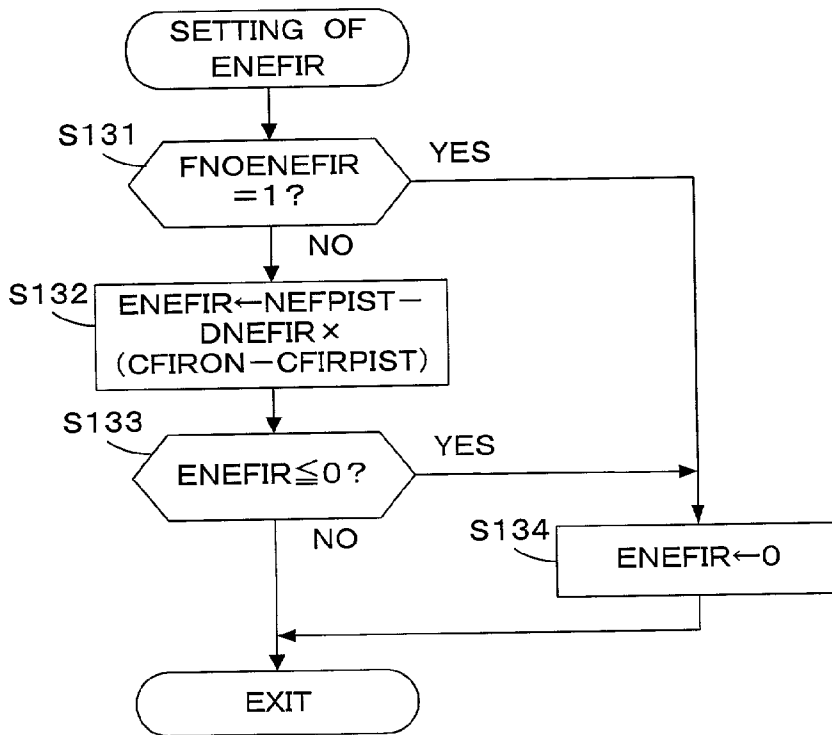 SETTING OF
ENEFIR
S131
FNOENEFIR
=1?
YES
NO
S132
ENEFIR←NEFPIST−
DNEFIR×
(CFIRON−CFIRPIST)
S133
ENEFIR≦0?
YES
NO
S134
ENEFIR←0
EXIT